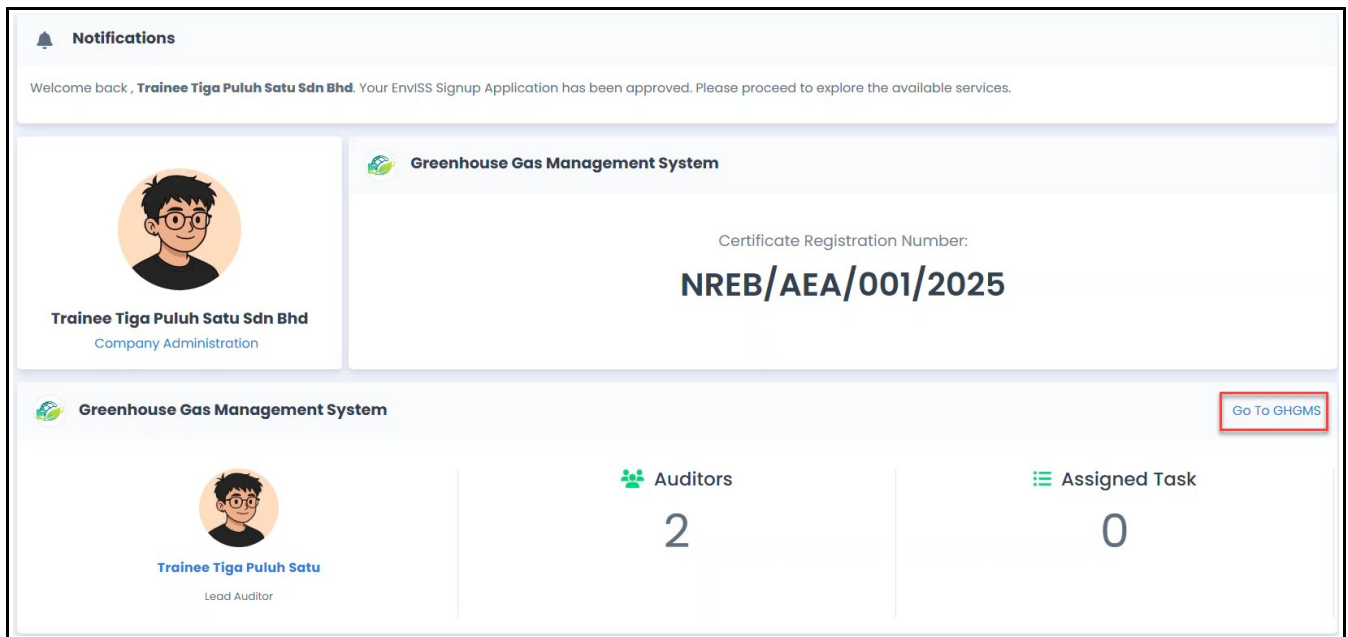 Notifications
Welcome back , Trainee Tiga Puluh Satu Sdn Bhd. Your EnvISS Signup Application has been approved. Please proceed to explore the available services.
Greenhouse Gas Management System
Certificate Registration Number:
NREB/AEA/001/2025
Trainee Tiga Puluh Satu Sdn Bhd
Company Administration
Greenhouse Gas Management System
Go To GHGMS
Trainee Tiga Puluh Satu
Lead Auditor
Auditors
2
Assigned Task
0